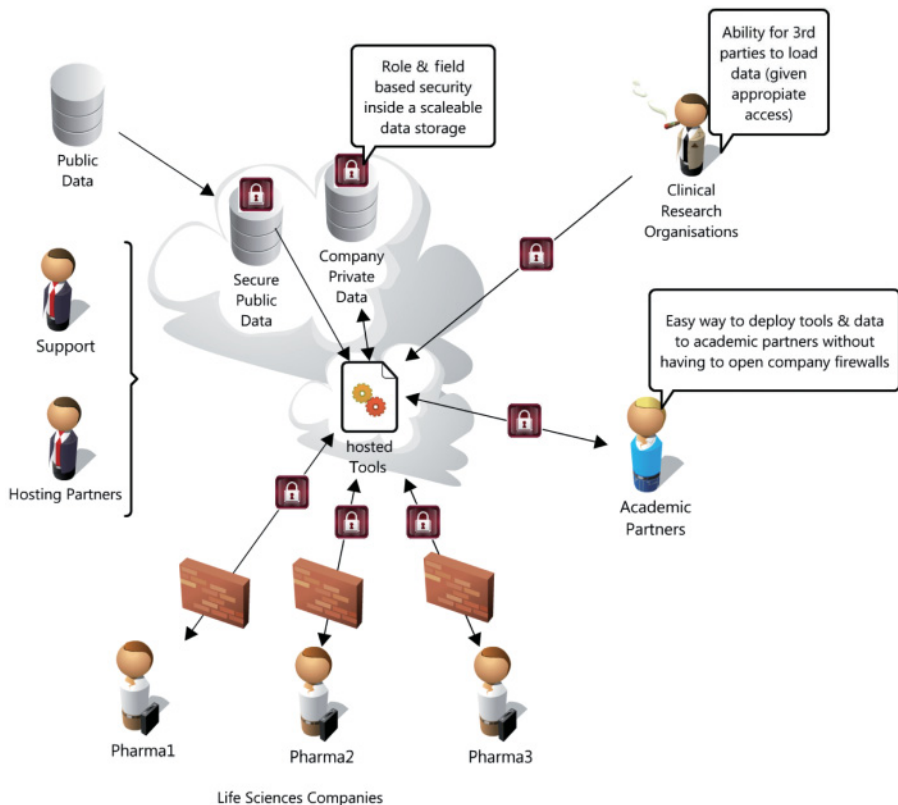 Public
Data
Role & field
based security
inside a scaleable
data storage
Ability for 3rd
parties to load
data (given
appropiate
access)
Clinical
Research
Organisations
Secure
Public
Data
Company
Private
Data
Support
Hosting Partners
Easy way to deploy tools & data
to academic partners without
having to open company firewalls
hosted
Tools
Academic
Partners
Pharma1
Pharma2
Pharma3
Life Sciences Companies